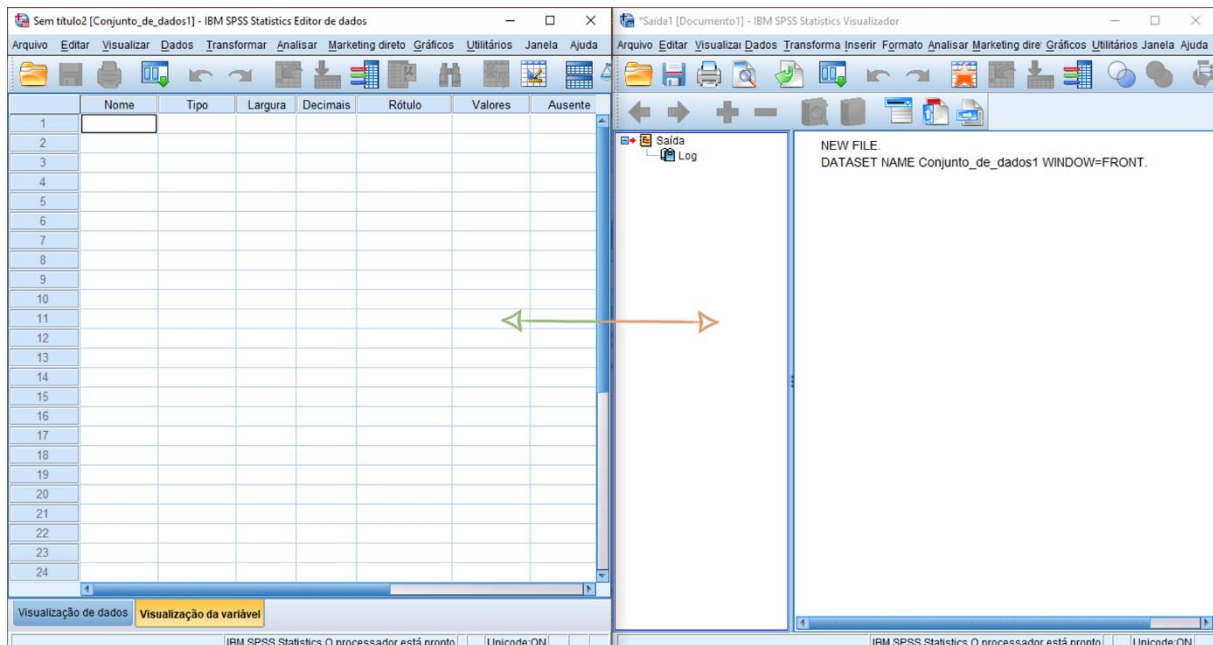 Sem título2 [Conjunto_de_dados1] - IBM SPSS Statistics Editor de dados
Arquivo Editar Visualizar Dados Transformar Analisar Marketing direto Gráficos Utilitários Janela Ajuda
Nome Tipo Largura Decimais Rótulo Valores Ausente
1
2
3
4
5
6
7
8
9
10
11
12
13
14
15
16
17
18
19
20
21
22
23
24
Visualização de dados Visualização da variável
IBM SPSS Statistics O processador está pronto Unicode:ON
*Saída1 [Documento1] - IBM SPSS Statistics Visualizador
Arquivo Editar Visualizai Dados Transforma Inserir Formato Analisar Marketing dire Gráficos Utilitários Janela Ajuda
Saída
Log
NEW FILE.
DATASET NAME Conjunto_de_dados1 WINDOW=FRONT.
IBM SPSS Statistics O processador está pronto Unicode:ON